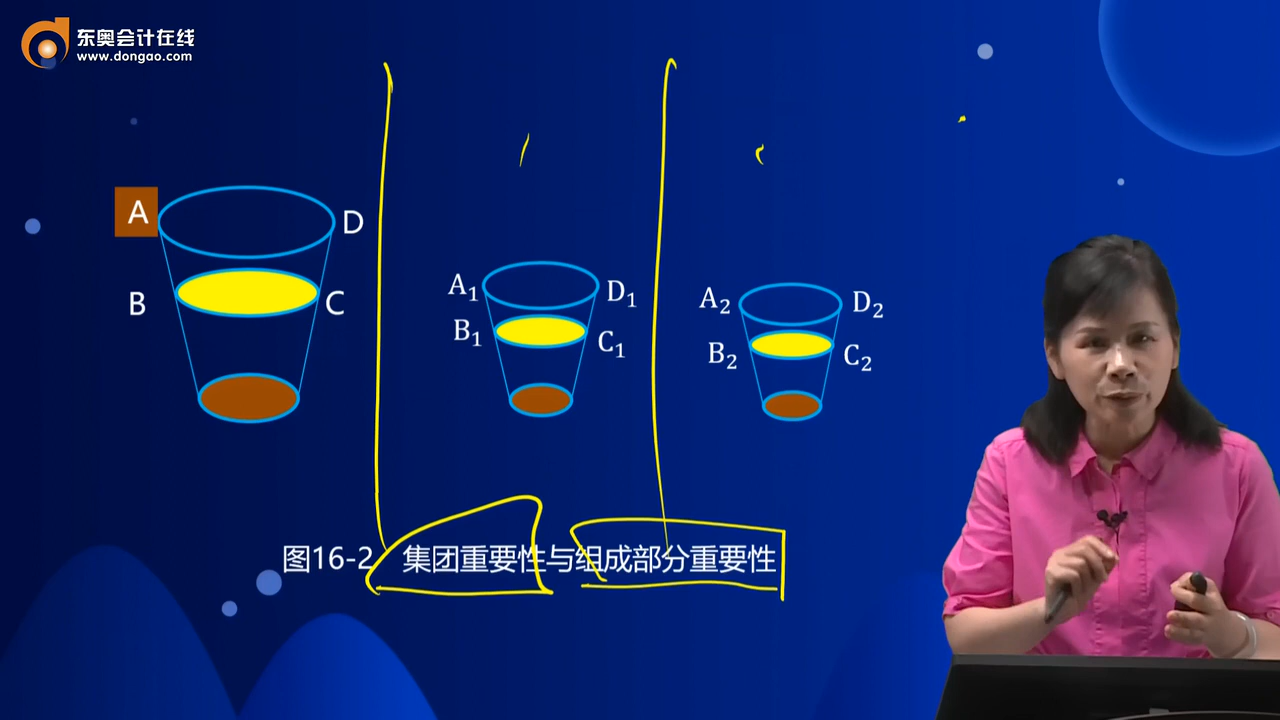 东奥会计在线
www.dongao.com
A
D
B
C
A₁
D₁
B₁
C₁
A₂
D₂
B₂
C₂
图16-2 集团重要性与组成部分重要性